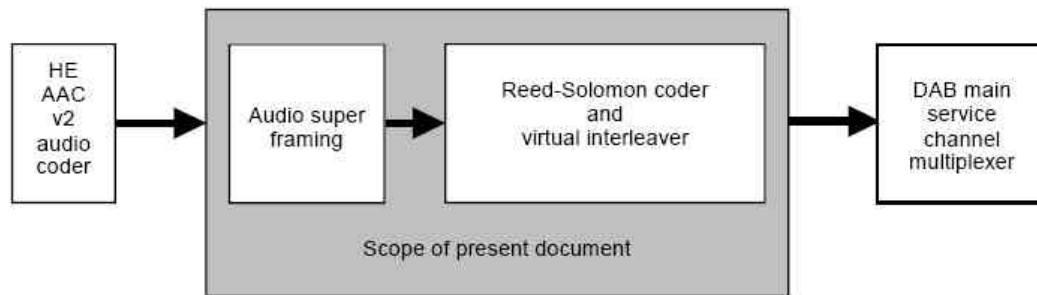 HE
AAC
v2
audio
coder
Audio super
framing
Reed-Solomon coder
and
virtual interleaver
DAB main
service
channel
multiplexer
Scope of present document